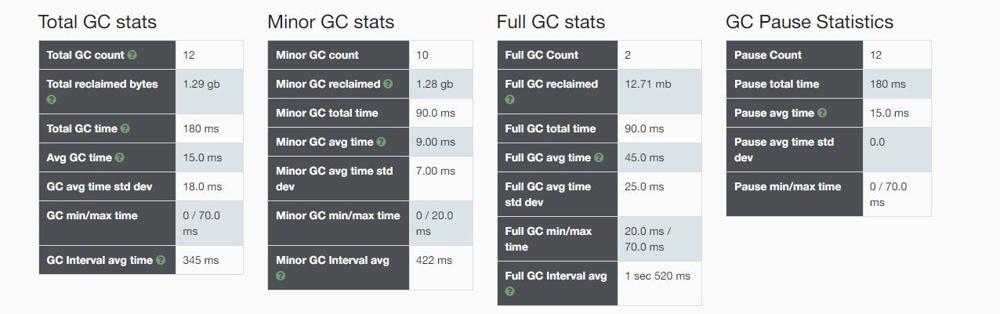 Total GC stats
Total GC count 12
Total reclaimed bytes 1.29 gb
Total GC time 180 ms
Avg GC time 15.0 ms
GC avg time std dev 18.0 ms
GC min/max time 0 / 70.0
ms
GC Interval avg time 345 ms
Minor GC stats
Minor GC count 10
Minor GC reclaimed 1.28 gb
Minor GC total time 90.0 ms
Minor GC avg time 9.00 ms
Minor GC avg time std 7.00 ms
dev
Minor GC min/max time 0 / 20.0
ms
Minor GC Interval avg 422 ms
Full GC stats
Full GC Count 2
Full GC reclaimed 12.71 mb
Full GC total time 90.0 ms
Full GC avg time 45.0 ms
Full GC avg time 25.0 ms
std dev
Full GC min/max 20.0 ms /
time 70.0 ms
Full GC Interval avg 1 sec 520 ms
GC Pause Statistics
Pause Count 12
Pause total time 180 ms
Pause avg time 15.0 ms
Pause avg time std 0.0
dev
Pause min/max time 0 / 70.0
ms